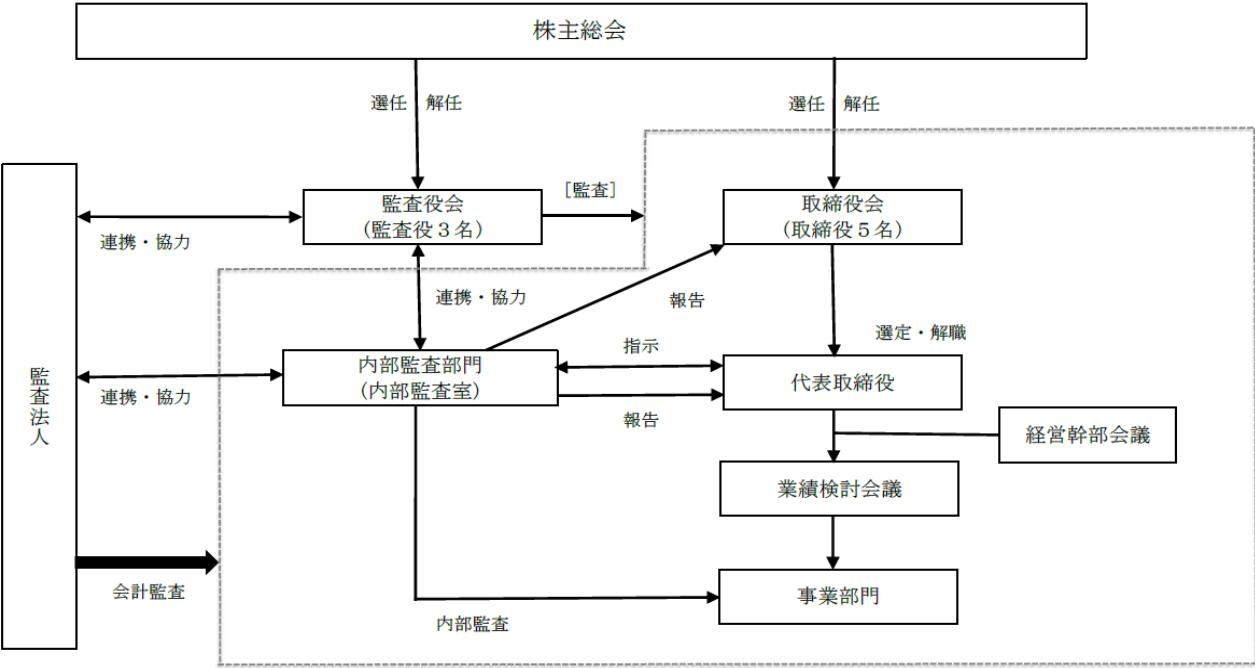 株主総会
選任 解任
選任 解任
監査役会
(監査役３名)
［監査］
取締役会
(取締役５名)
連携・協力
連携・協力
報告
選定・解職
指示
内部監査部門
(内部監査室)
代表取締役
監査法人
連携・協力
報告
経営幹部会議
業績検討会議
会計監査
事業部門
内部監査